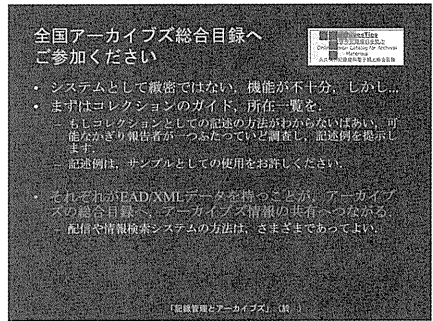 全国アーカイブズ総合目録へ
ご参加ください
• システムとして緻密ではない，機能が不十分，しかし...
• まずはコレクションのガイド，所在一覧を，
– もしコレクションとしての記述の方法がわからないばあい，可
能なかぎり報告者が一つふたつていど調査し，記述例を提示し
ます．
– 記述例は，サンプルとしての使用をお許しください．
• それぞれがEAD/XMLデータを持つことが，アーカイブ
ズの総合目録へ，アーカイブズ情報の共有へつながる．
– 配信や情報検索システムの方法は，さまざまであってよい．
「記録管理とアーカイブズ」（於　）